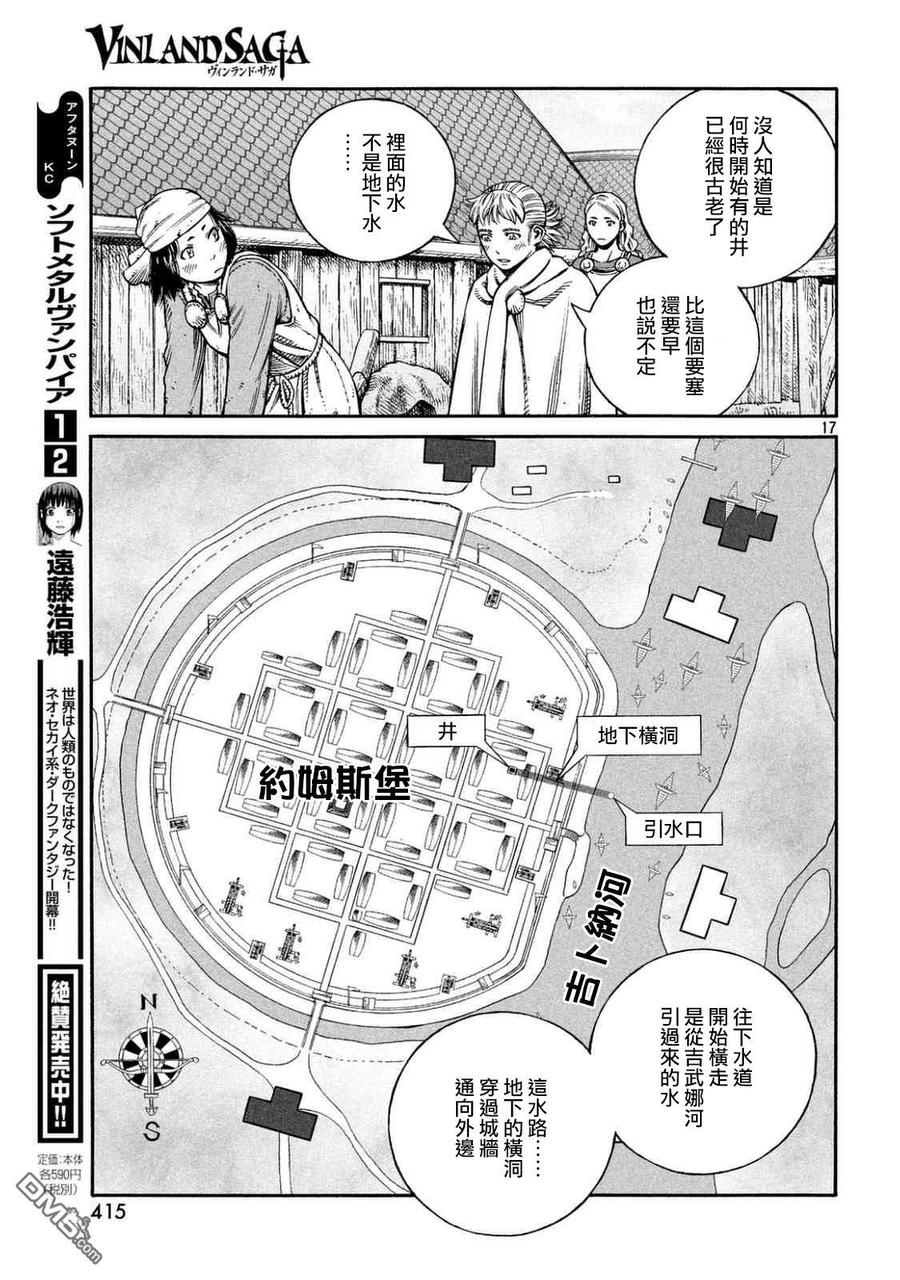 VINLAND SAGA
ヴィンランド・サガ
沒人知道是
何時開始有的井
已經很古老了
比這個要塞
還要早
也說不定
裡面的水
不是地下水
……
17
井
地下橫洞
約姆斯堡
引水口
吉卜納河
往下水道
開始橫走
是從吉武娜河
引過來的水
這水路……
地下的橫洞
穿過城牆
通向外邊
N
S
アフタヌーン
KC
ソフトメタルヴァンパイア
1
2
遠藤浩輝
世界は人類のものではなくなった!
ネオ・セカイ系・ダークファンタジー開幕!!
絶賛発売中!!
定価:本体
各590円
(税別)
415
DM5.com